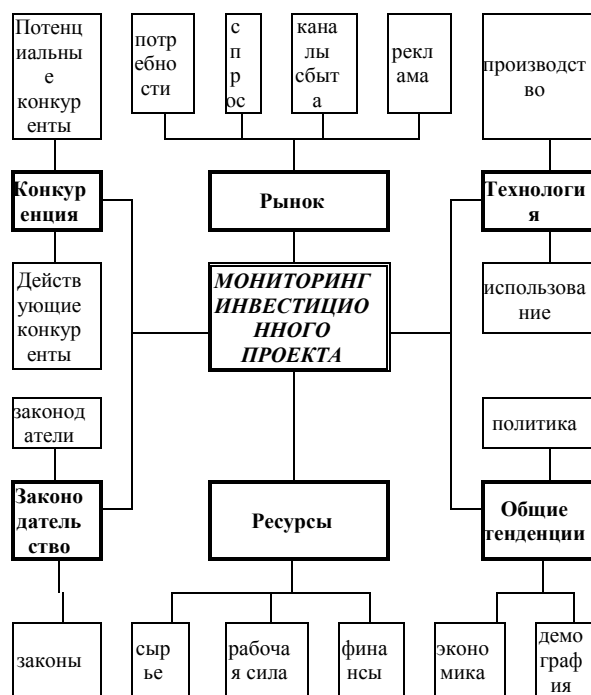 Потенц
иальны
е
конкур
енты
потр
ебно
сти
с
п
р
ос
кана
лы
сбыт
а
рекл
ама
производст
во
Конкур
енция
Рынок
Технологи
я
Действ
ующие
конкур
енты
МОНИТОРИНГ
ИНВЕСТИЦИО
ННОГО
ПРОЕКТА
использова
ние
законод
атели
политика
Законо
датель
ство
Ресурсы
Общие
тенденции
законы
сыр
ье
рабоча
я сила
фина
нсы
эконо
мика
демо
граф
ия